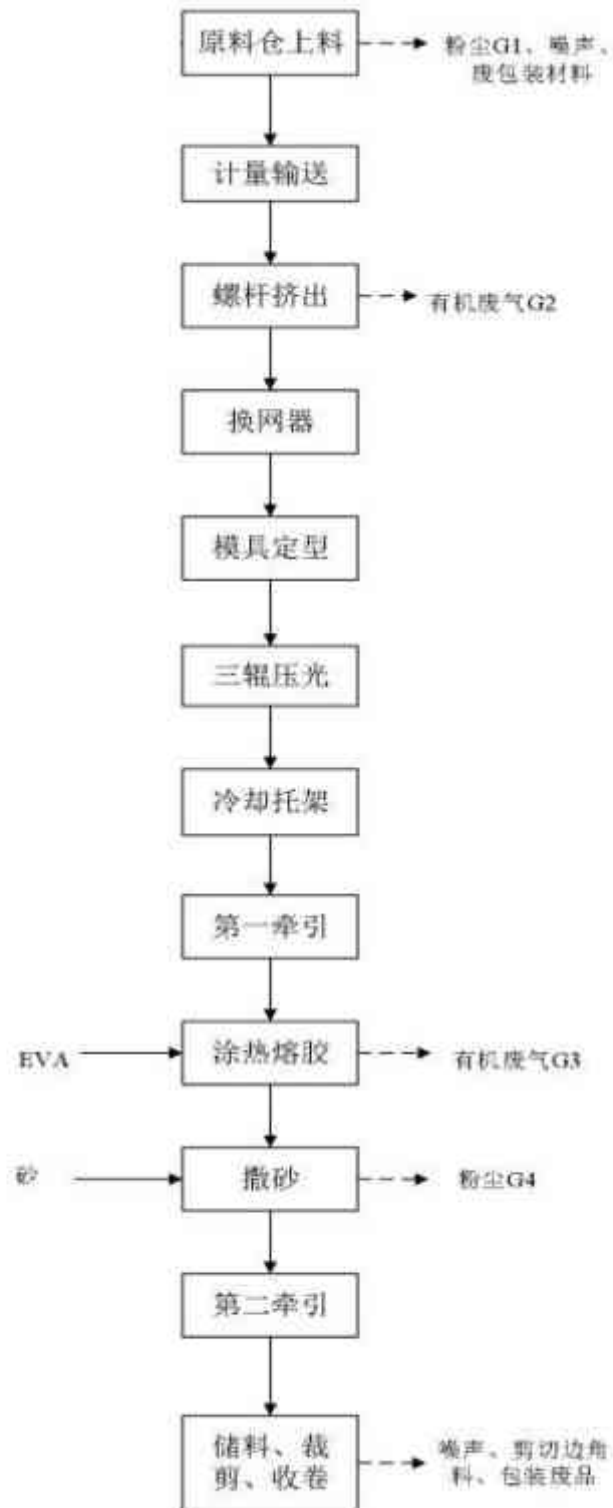 原料仓上料
粉尘G1、噪声、
废包装材料
计量输送
螺杆挤出
有机废气G2
换网器
模具定型
三辊压光
冷却托架
第一牵引
EVA
涂热熔胶
有机废气G3
砂
撒砂
粉尘G4
第二牵引
储料、裁
剪、收卷
噪声、剪切边角
料、包装废品